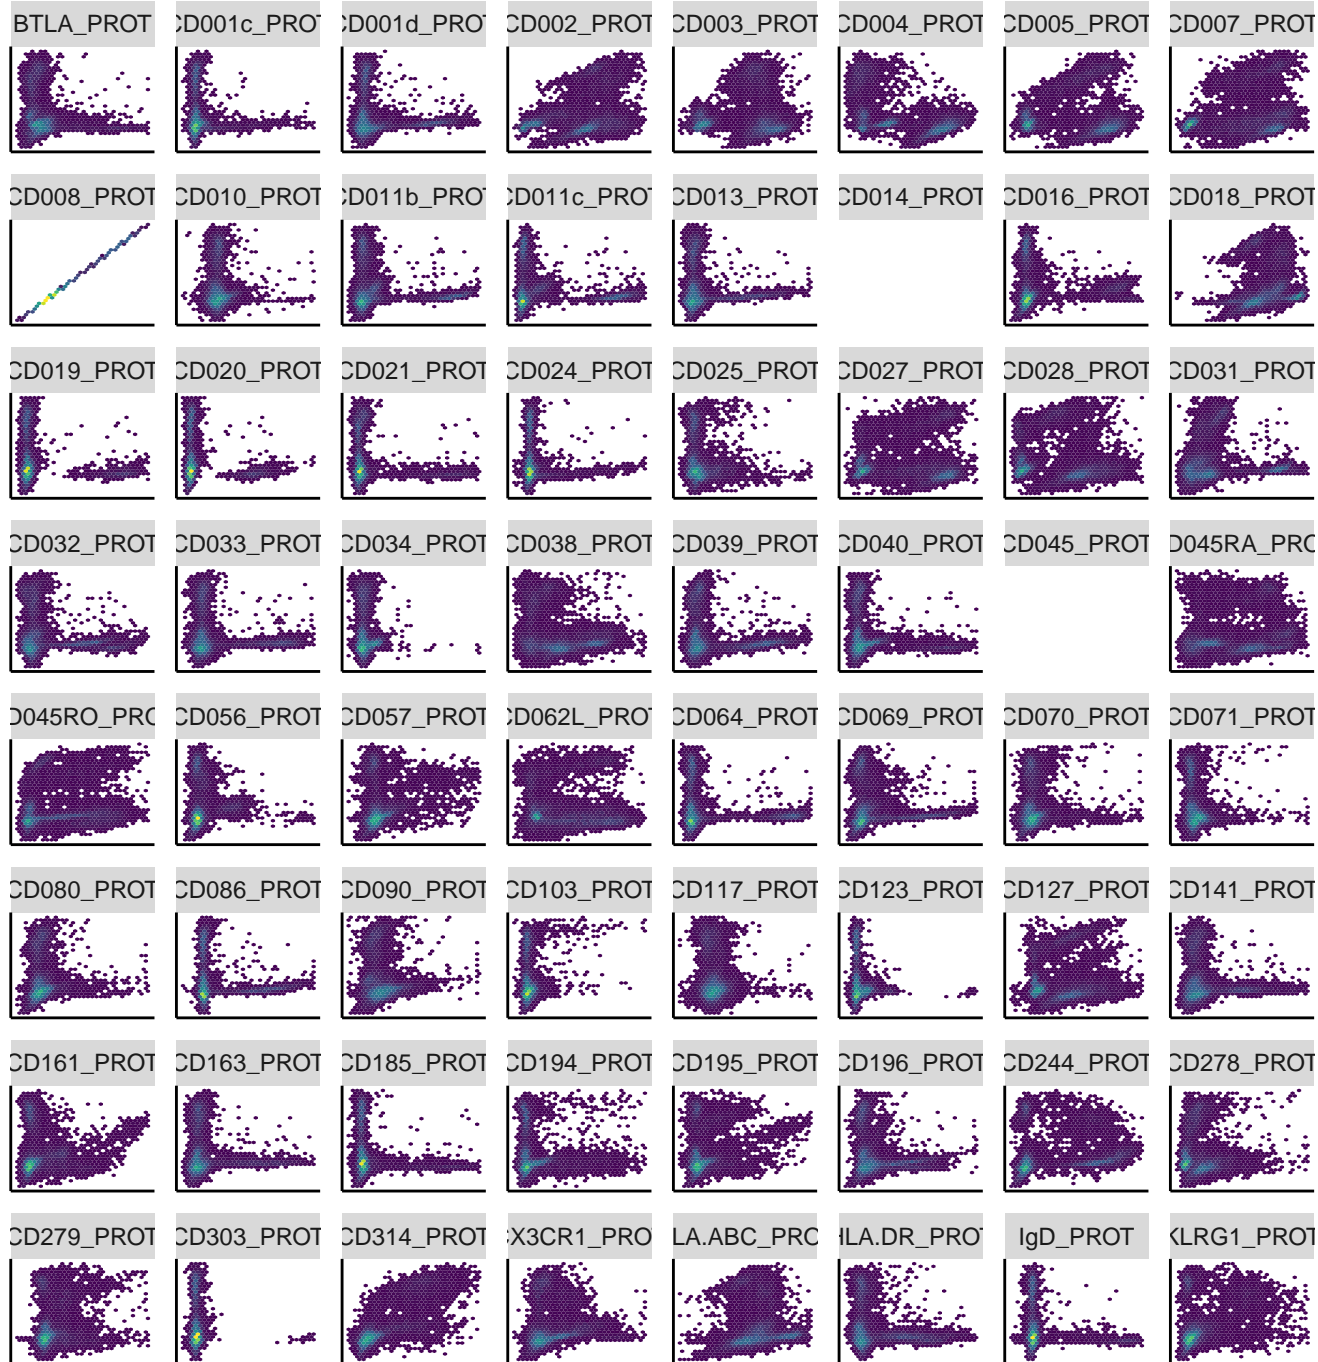 BTLA_PROT CD001c_PROT CD001d_PROT CD002_PROT CD003_PROT CD004_PROT CD005_PROT CD007_PROT
CD008_PROT CD010_PROT CD011b_PROT CD011c_PROT CD013_PROT CD014_PROT CD016_PROT CD018_PROT
CD019_PROT CD020_PROT CD021_PROT CD024_PROT CD025_PROT CD027_PROT CD028_PROT CD031_PROT
CD032_PROT CD033_PROT CD034_PROT CD038_PROT CD039_PROT CD040_PROT CD045_PROT D045RA_PRO
D045RO_PRO CD056_PROT CD057_PROT CD062L_PROT CD064_PROT CD069_PROT CD070_PROT CD071_PROT
CD080_PROT CD086_PROT CD090_PROT CD103_PROT CD117_PROT CD123_PROT CD127_PROT CD141_PROT
CD161_PROT CD163_PROT CD185_PROT CD194_PROT CD195_PROT CD196_PROT CD244_PROT CD278_PROT
CD279_PROT CD303_PROT CD314_PROT CX3CR1_PRO LA.ABC_PRO HLA.DR_PROT IgD_PROT KLRG1_PROT